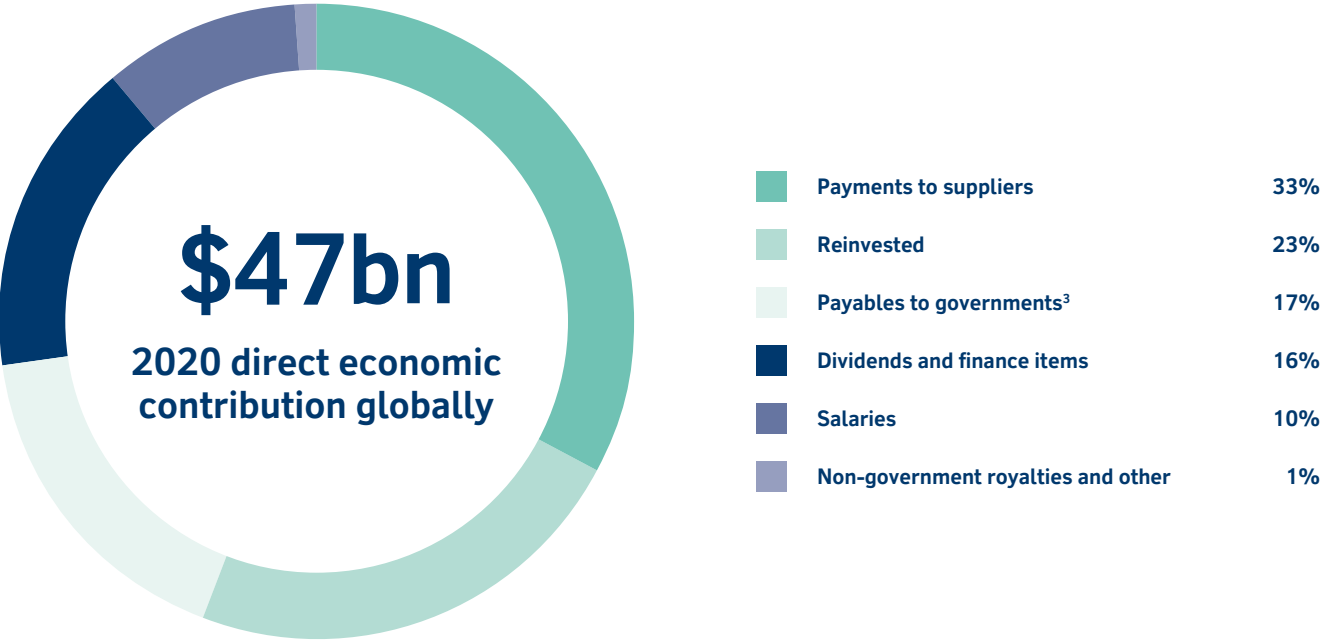 $47bn
2020 direct economic
contribution globally
Payments to suppliers 33%
Reinvested 23%
Payables to governments³ 17%
Dividends and finance items 16%
Salaries 10%
Non-government royalties and other 1%